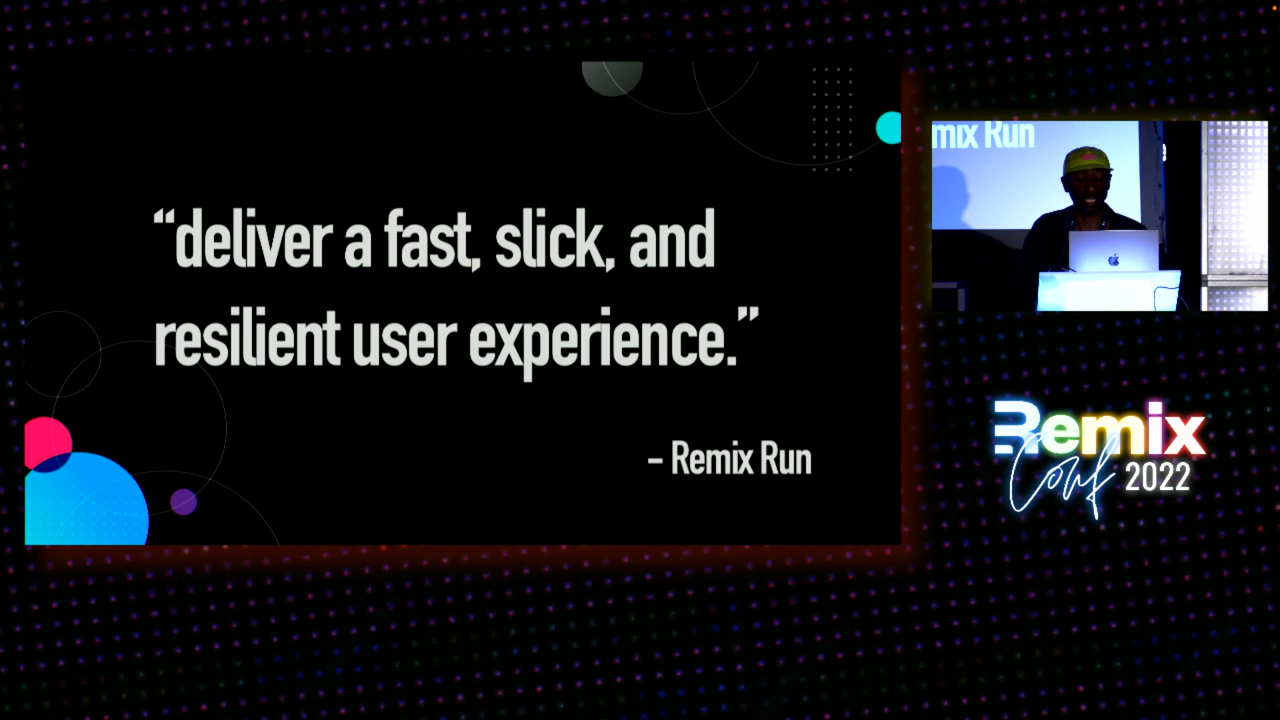 “deliver a fast, slick, and
resilient user experience.”
– Remix Run
mix Run
Remix
Conf 2022